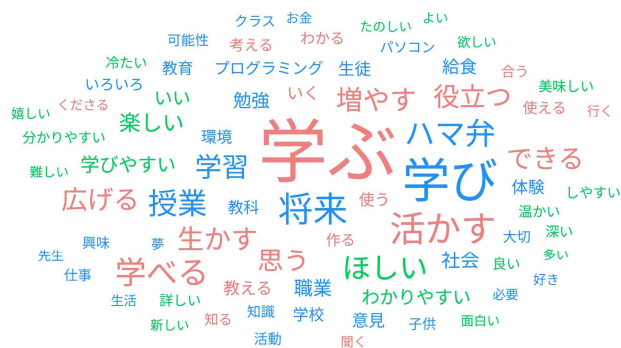 クラス お金
たのしい よい
可能性 考える わかる パソコン 欲しい
冷たい 教育 プログラミング 生徒 給食 合う
いろいろ いい 勉強 いく 増やす 役立つ 美味しい
嬉しい くださる 使える 行く
分かりやすい 楽しい 環境 学ぶ ハマ弁
難しい 学びやすい 学習 学び できる
広げる 授業 教科 将来 使う 体験 しやすい
興味 夢 生かす 作る 活かす 温かい
先生 大切 深い
仕事 学べる 思う ほしい 社会 良い 多い
生活 詳しい 教える 職業 わかりやすい 必要 好き
新しい 知る 知識 学校 意見 子供 面白い
活動 聞く